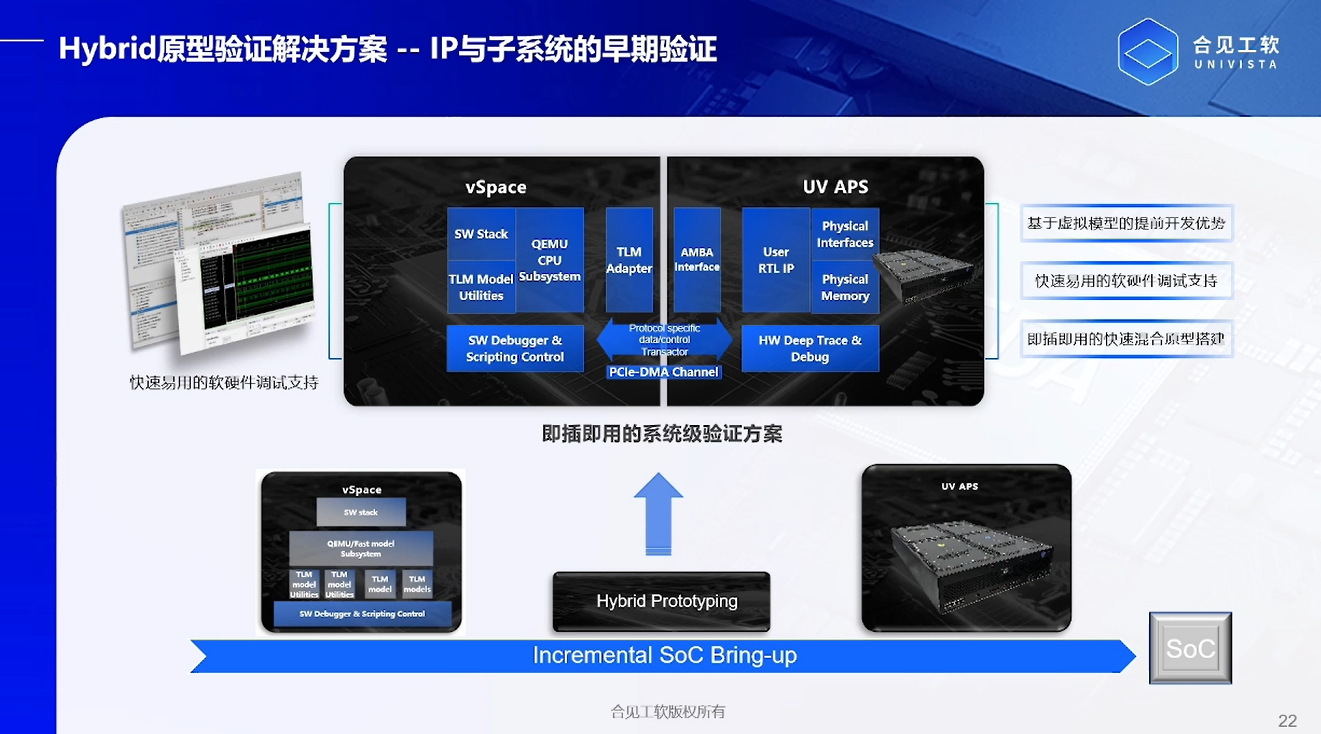 Hybrid原型验证解决方案 -- IP与子系统的早期验证
合见工软
UNIVISTA
vSpace
SW Stack
TLM Model
Utilities
QEMU
CPU
Subsystem
TLM
Adapter
SW Debugger &
Scripting Control
UV APS
AMBA
Interface
User
RTL IP
Physical
Interfaces
Physical
Memory
HW Deep Trace &
Debug
Protocol specific
data/control
Transactor
PCIe-DMA Channel
快速易用的软硬件调试支持
基于虚拟模型的提前开发优势
快速易用的软硬件调试支持
即插即用的快速混合原型搭建
即插即用的系统级验证方案
vSpace
SW stack
QEMU/Fast model
Subsystem
TLM
model
Utilities
TLM
model
Utilities
TLM
model
TLM
models
SW Debugger & Scripting Control
Hybrid Prototyping
UV APS
Incremental SoC Bring-up
SoC
合见工软版权所有
22